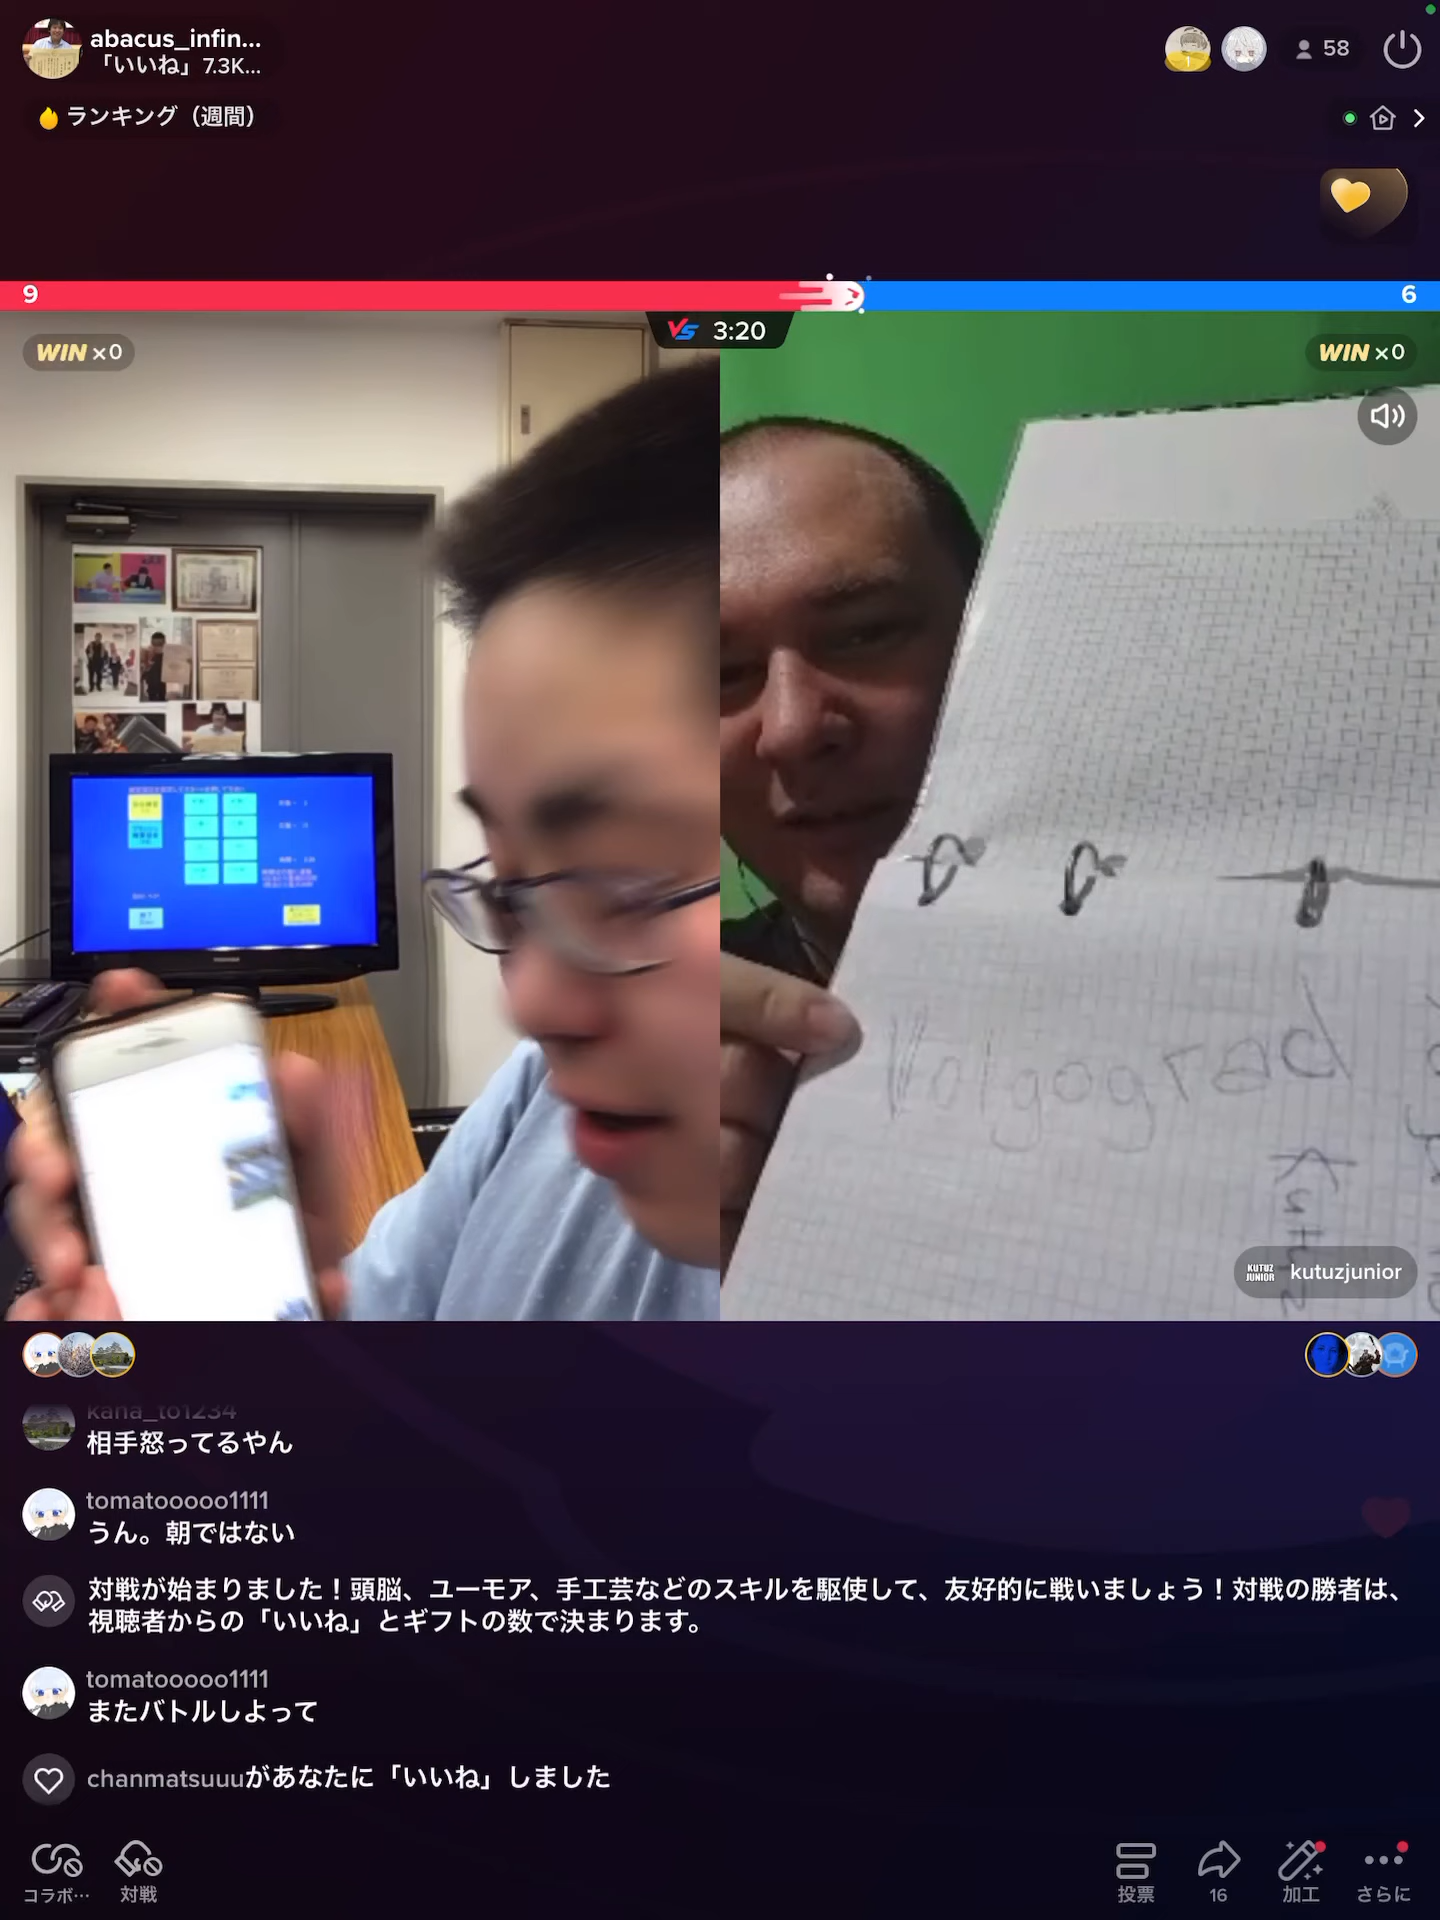 abacus_infin...
「いいね」7.3K...
58
ランキング（週間）
9
6
VS 3:20
WIN ×0
WIN ×0
TOSHIBA
Volgograd
Kutuz
KUTUZ
JUNIOR
kutuzjunior
kana_to1234
相手怒ってるやん
tomatooooo1111
うん。朝ではない
対戦が始まりました！頭脳、ユーモア、手工芸などのスキルを駆使して、友好的に戦いましょう！対戦の勝者は、
視聴者からの「いいね」とギフトの数で決まります。
tomatooooo1111
またバトルしよって
chanmatsuuuがあなたに「いいね」しました
コラボ…
対戦
投票
16
加工
さらに